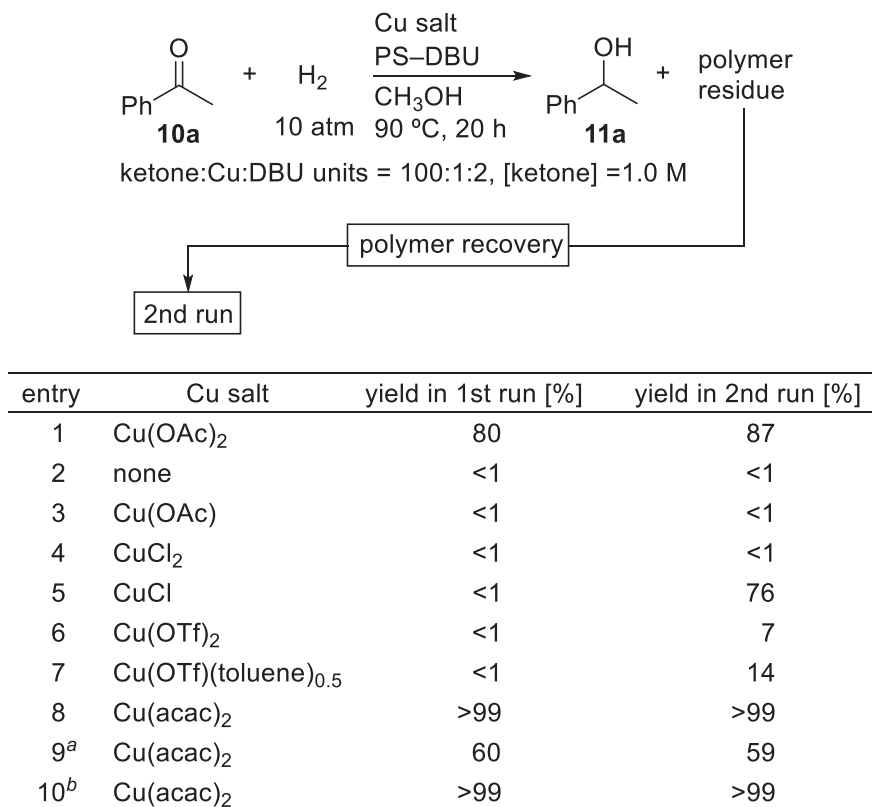 O
Ph
10a
+
H2
10 atm
Cu salt
PS–DBU
CH3OH
90 ºC, 20 h
OH
Ph
11a
+
polymer
residue
ketone:Cu:DBU units = 100:1:2, [ketone] =1.0 M
polymer recovery
2nd run
entry Cu salt yield in 1st run [%] yield in 2nd run [%]
1 Cu(OAc)2 80 87
2 none <1 <1
3 Cu(OAc) <1 <1
4 CuCl2 <1 <1
5 CuCl <1 76
6 Cu(OTf)2 <1 7
7 Cu(OTf)(toluene)0.5 <1 14
8 Cu(acac)2 >99 >99
9a Cu(acac)2 60 59
10b Cu(acac)2 >99 >99